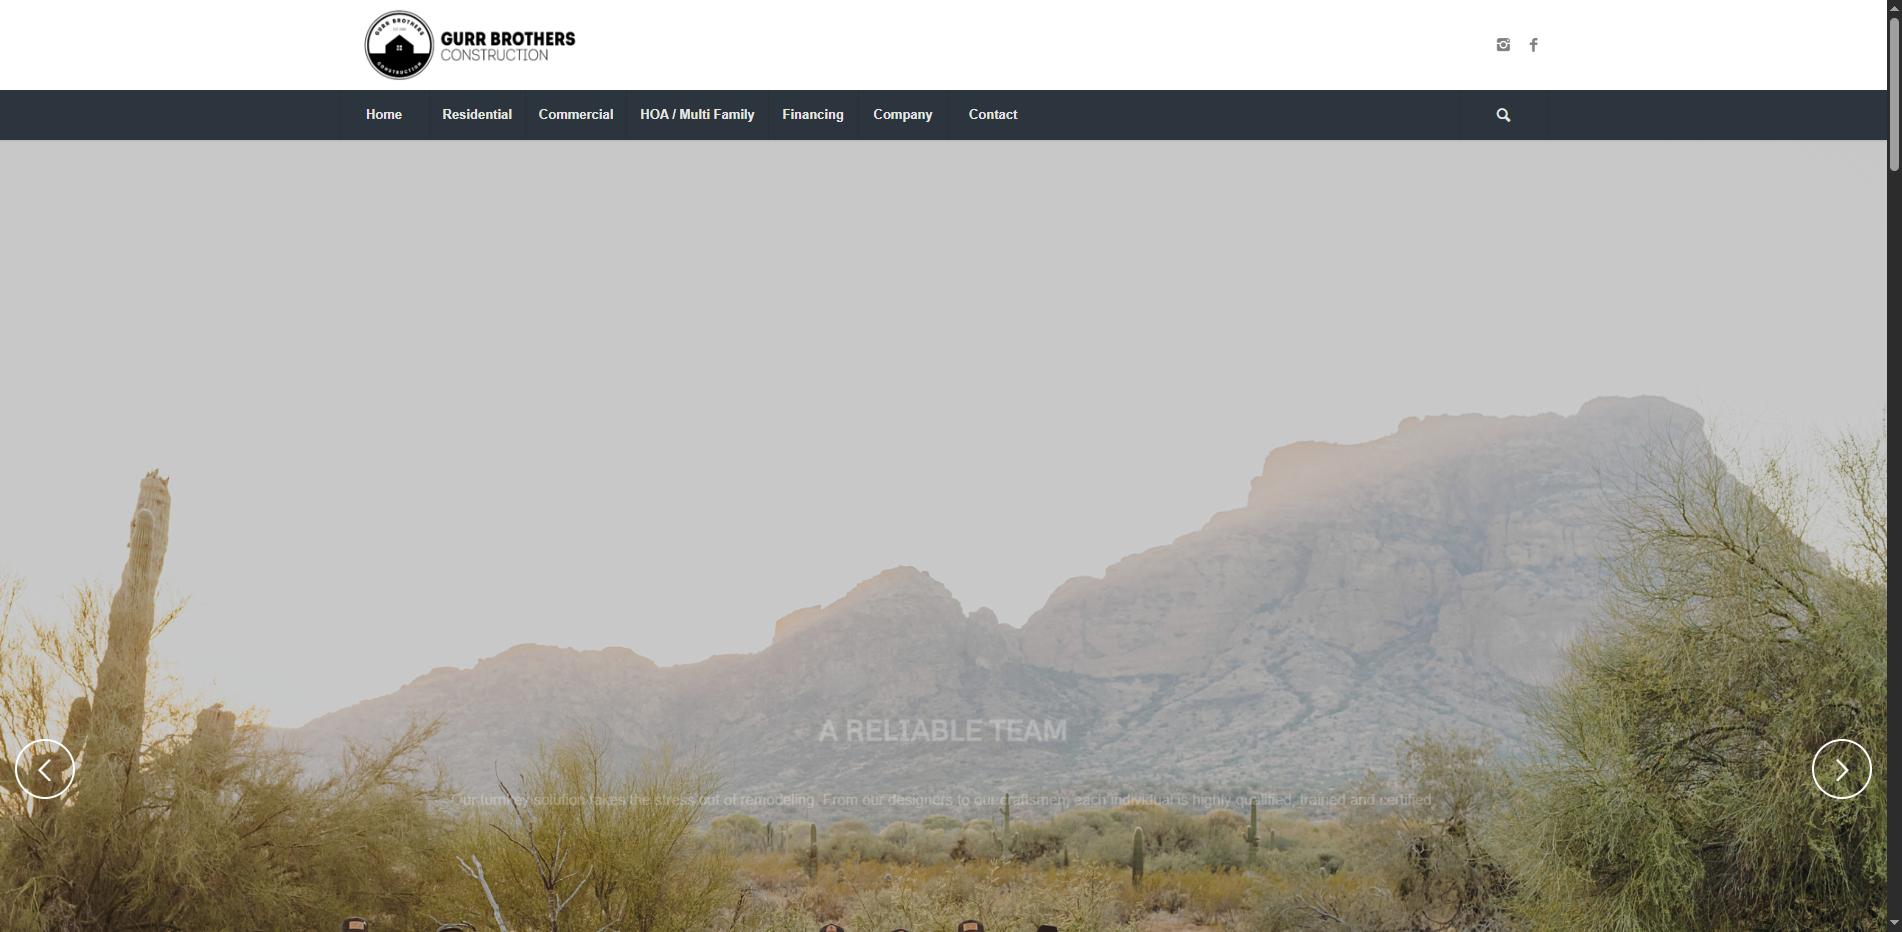 GURR BROTHERS
CONSTRUCTION
GURR BROTHERS
CONSTRUCTION
Home
Residential
Commercial
HOA / Multi Family
Financing
Company
Contact
A RELIABLE TEAM
Our turnkey solution takes the stress out of remodeling. From our designers to our craftsmen, each individual is highly qualified, trained and certified.